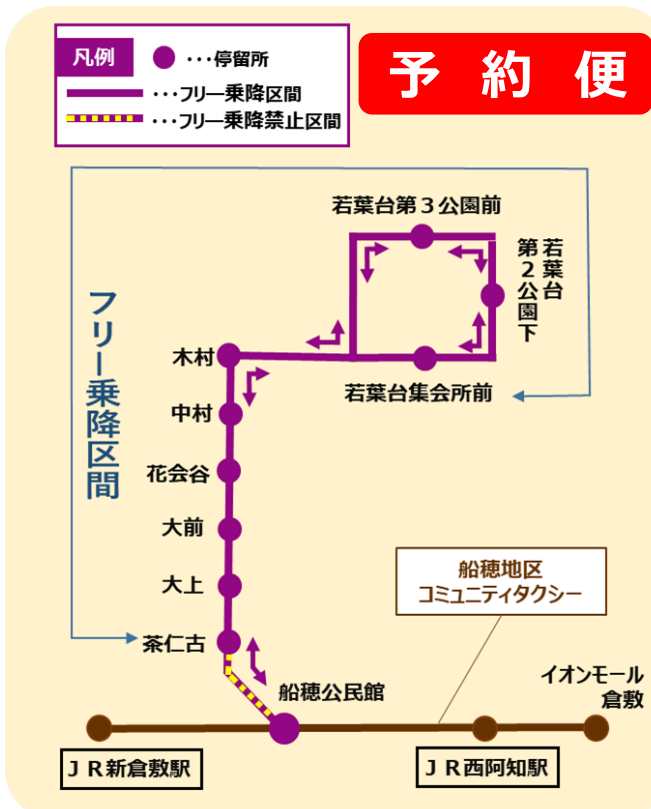 凡例
・・・停留所
・・・フリー乗降区間
・・・フリー乗降禁止区間
予約便
若葉台第３公園前
若葉台
第２公園下
フリー乗降区間
木村
若葉台集会所前
中村
花会谷
大前
大上
船穂地区
コミュニティタクシー
茶仁古
船穂公民館
イオンモール
倉敷
ＪＲ新倉敷駅
ＪＲ西阿知駅